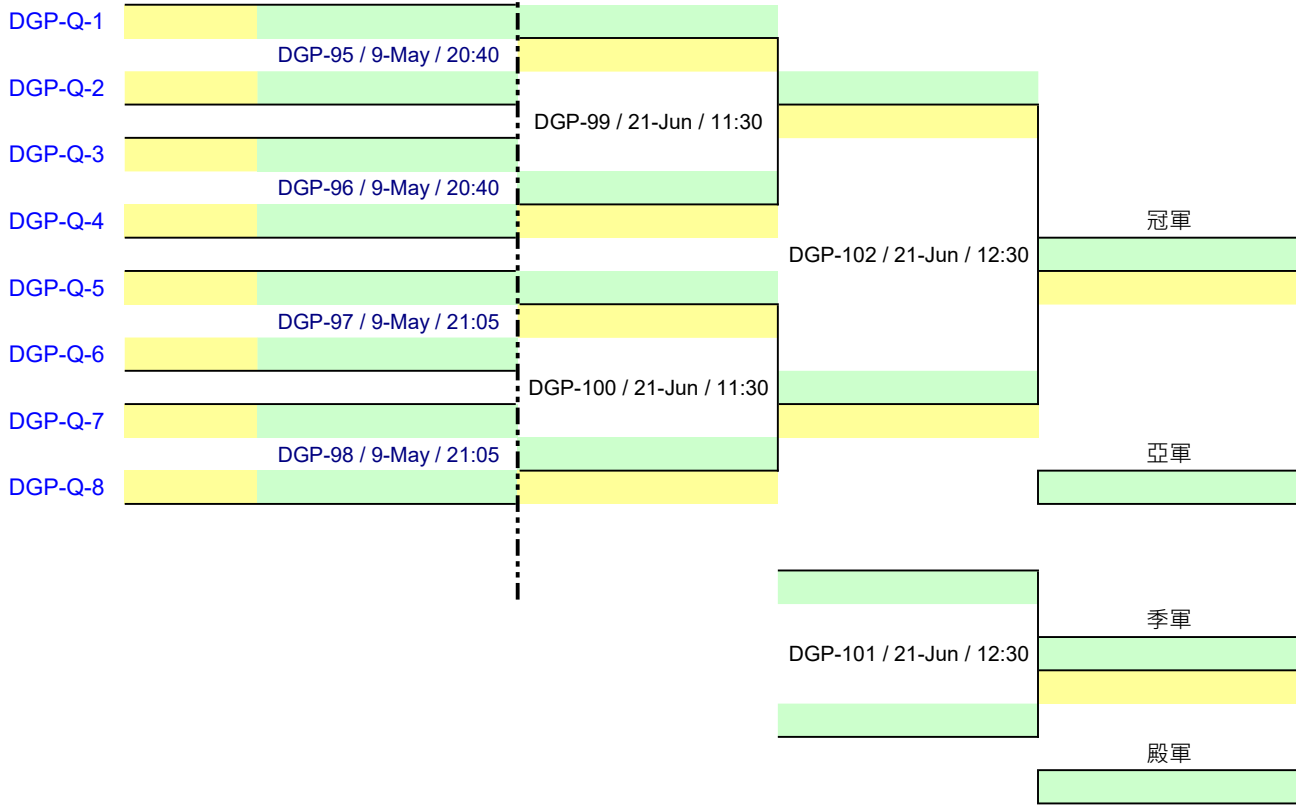 DGP-Q-1
DGP-95 / 9-May / 20:40
DGP-Q-2
DGP-99 / 21-Jun / 11:30
DGP-Q-3
DGP-96 / 9-May / 20:40
DGP-Q-4
冠軍
DGP-102 / 21-Jun / 12:30
DGP-Q-5
DGP-97 / 9-May / 21:05
DGP-Q-6
DGP-100 / 21-Jun / 11:30
DGP-Q-7
DGP-98 / 9-May / 21:05
亞軍
DGP-Q-8
季軍
DGP-101 / 21-Jun / 12:30
殿軍